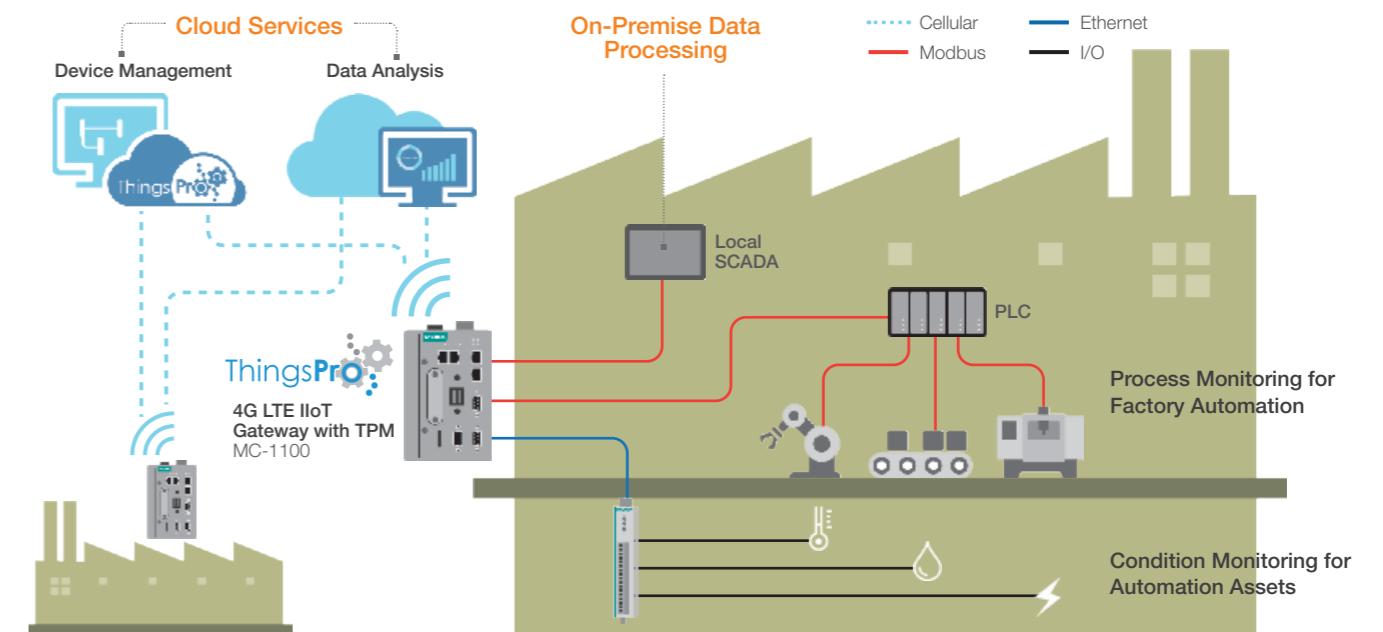 Cloud Services
Device Management
Data Analysis
ThingsPro
On-Premise Data
Processing
Cellular
Ethernet
Modbus
I/O
Local
SCADA
PLC
ThingsPro
4G LTE IIoT
Gateway with TPM
MC-1100
Process Monitoring for
Factory Automation
Condition Monitoring for
Automation Assets